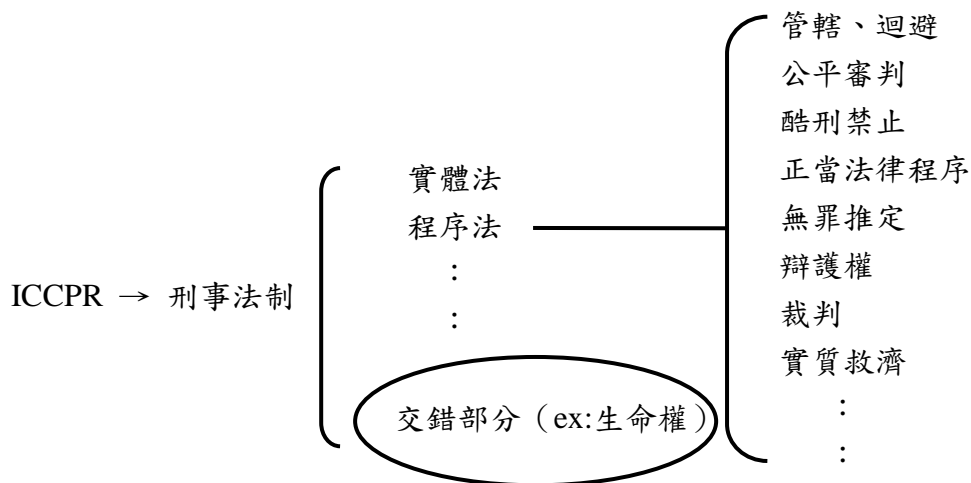 ICCPR → 刑事法制
實體法
程序法
:
:
交錯部分（ex:生命權）
管轄、迴避
公平審判
酷刑禁止
正當法律程序
無罪推定
辯護權
裁判
實質救濟
:
: